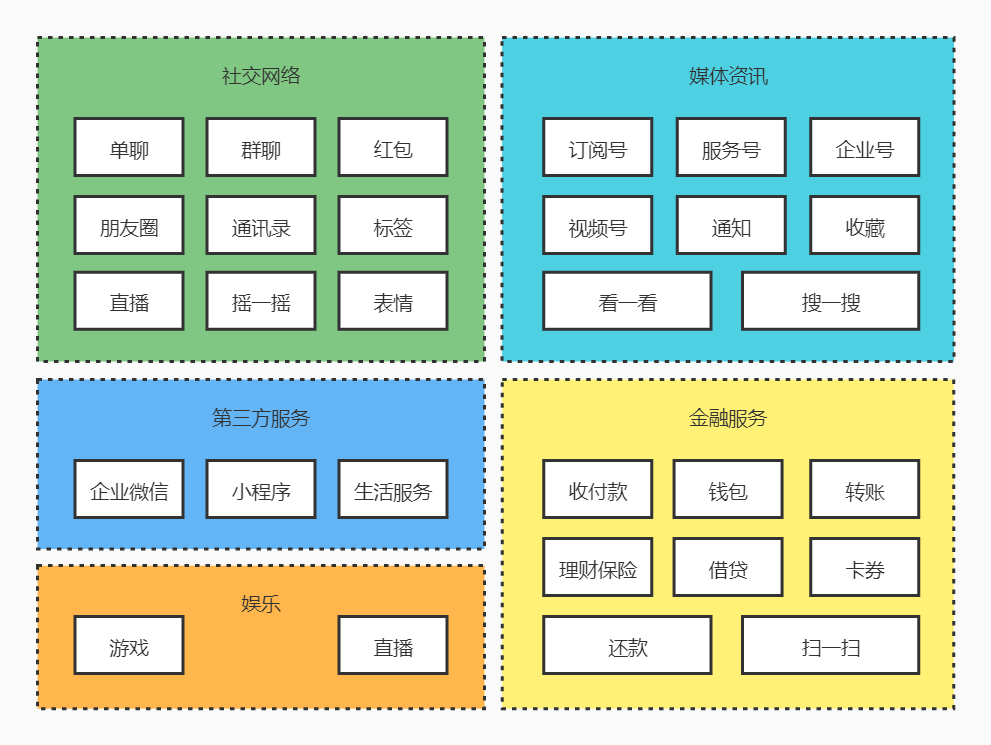 社交网络
单聊
群聊
红包
朋友圈
通讯录
标签
直播
摇一摇
表情
媒体资讯
订阅号
服务号
企业号
视频号
通知
收藏
看一看
搜一搜
第三方服务
企业微信
小程序
生活服务
金融服务
收付款
钱包
转账
理财保险
借贷
卡券
还款
扫一扫
娱乐
游戏
直播